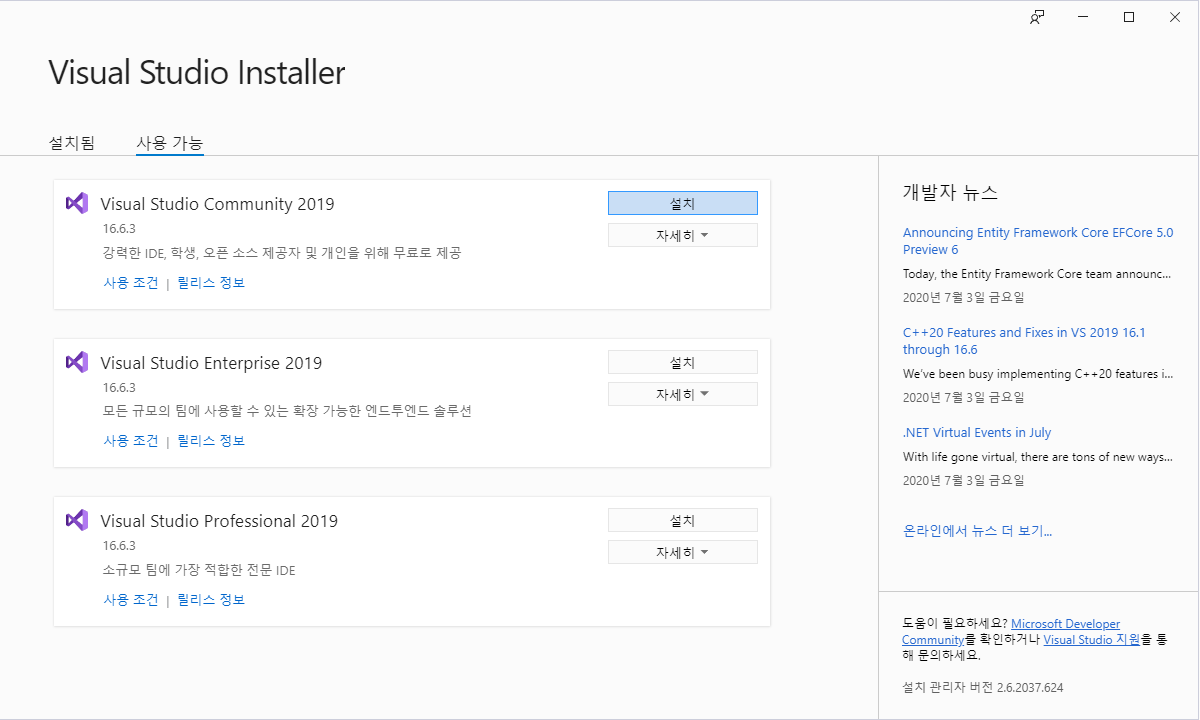 Visual Studio Installer
설치됨
사용 가능
Visual Studio Community 2019
설치
16.6.3
자세히
강력한 IDE, 학생, 오픈 소스 제공자 및 개인을 위해 무료로 제공
사용 조건 | 릴리스 정보
Visual Studio Enterprise 2019
설치
16.6.3
자세히
모든 규모의 팀에 사용할 수 있는 확장 가능한 엔드투엔드 솔루션
사용 조건 | 릴리스 정보
Visual Studio Professional 2019
설치
16.6.3
자세히
소규모 팀에 가장 적합한 전문 IDE
사용 조건 | 릴리스 정보
개발자 뉴스
Announcing Entity Framework Core EFCore 5.0
Preview 6
Today, the Entity Framework Core team announc...
2020년 7월 3일 금요일
C++20 Features and Fixes in VS 2019 16.1
through 16.6
We've been busy implementing C++20 features i...
2020년 7월 3일 금요일
.NET Virtual Events in July
With life gone virtual, there are tons of new ways...
2020년 7월 3일 금요일
온라인에서 뉴스 더 보기...
도움이 필요하세요? Microsoft Developer
Community를 확인하거나 Visual Studio 지원을 통
해 문의하세요.
설치 관리자 버전 2.6.2037.624